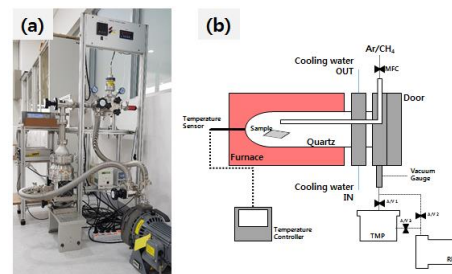 (a)
(b)
Ar/CH4
Cooling water
OUT
MFC
Door
Temperature
Sensor
Sample
Quartz
Furnace
Cooling water
IN
Vacuum
Gauge
A/V 1
A/V 2
Temperature
Controller
TMP